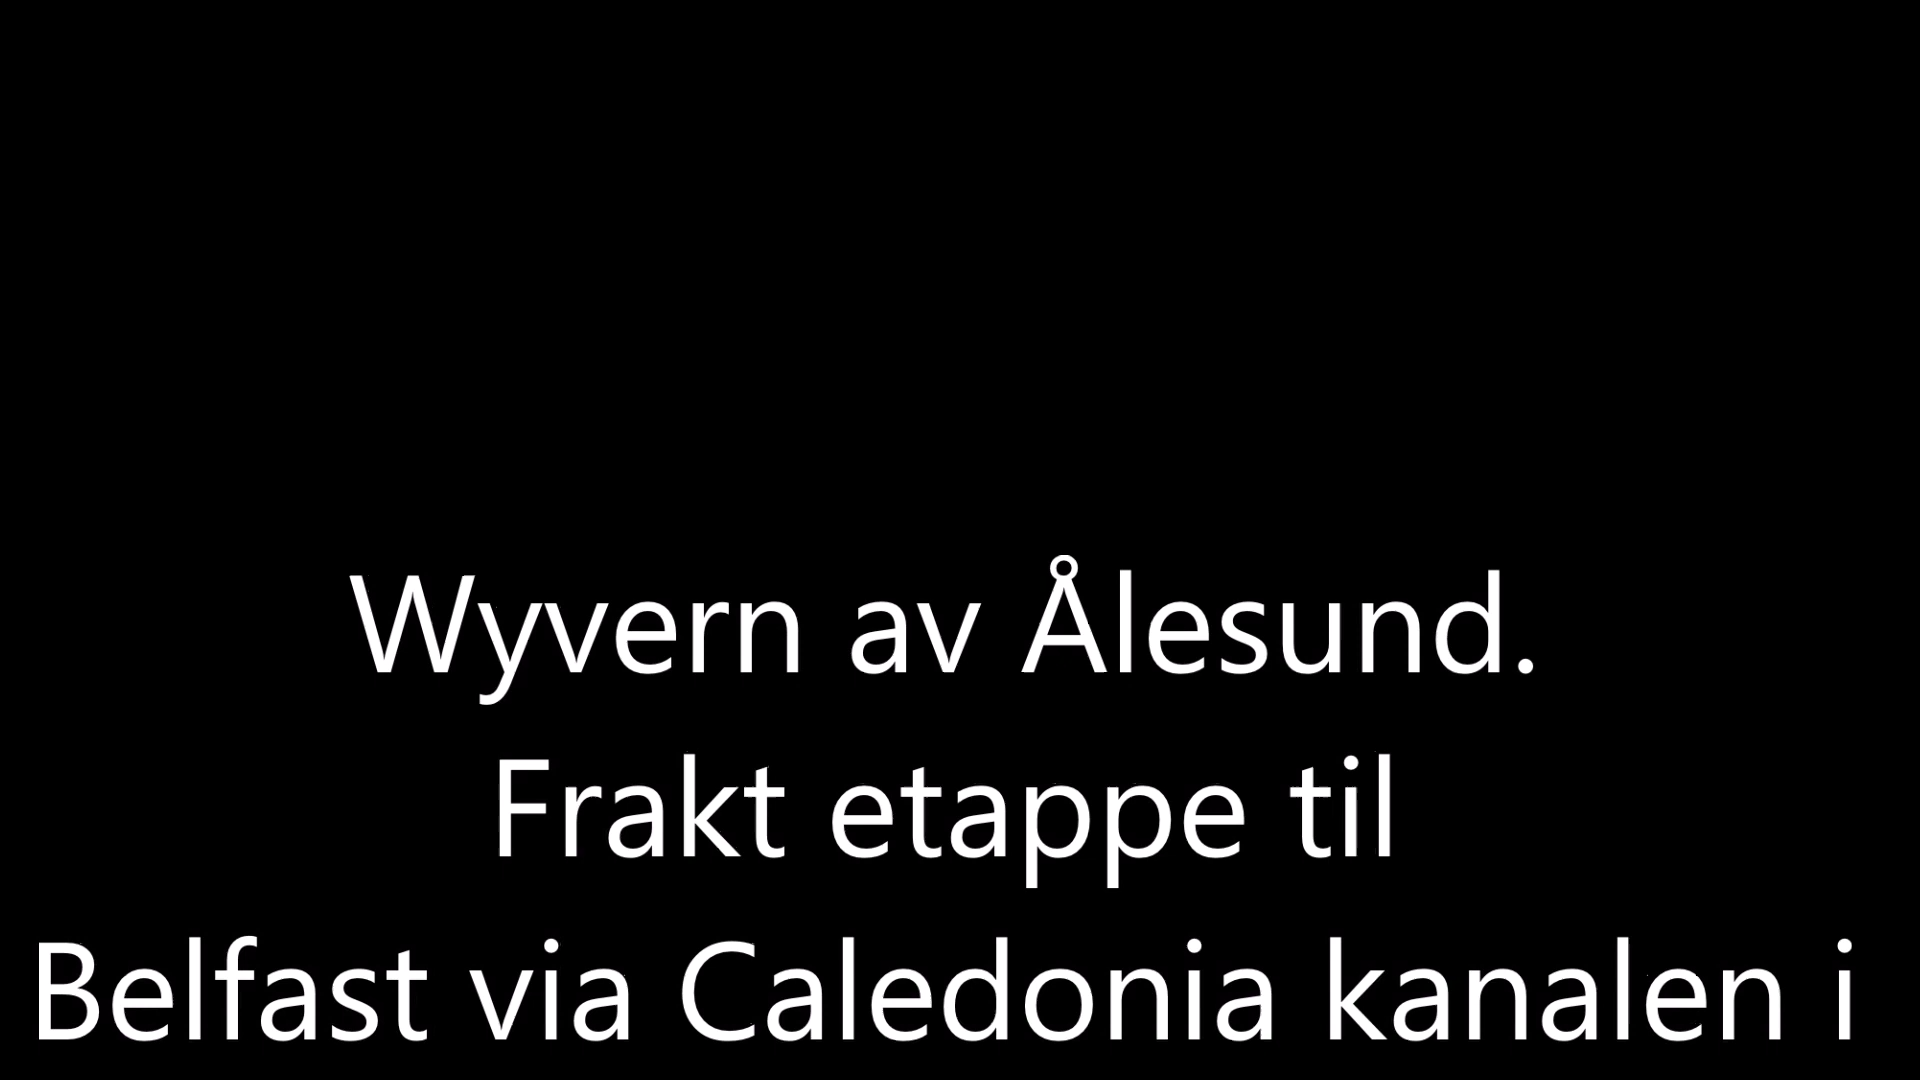 Wyvern av Ålesund.
Frakt etappe til
Belfast via Caledonia kanalen i